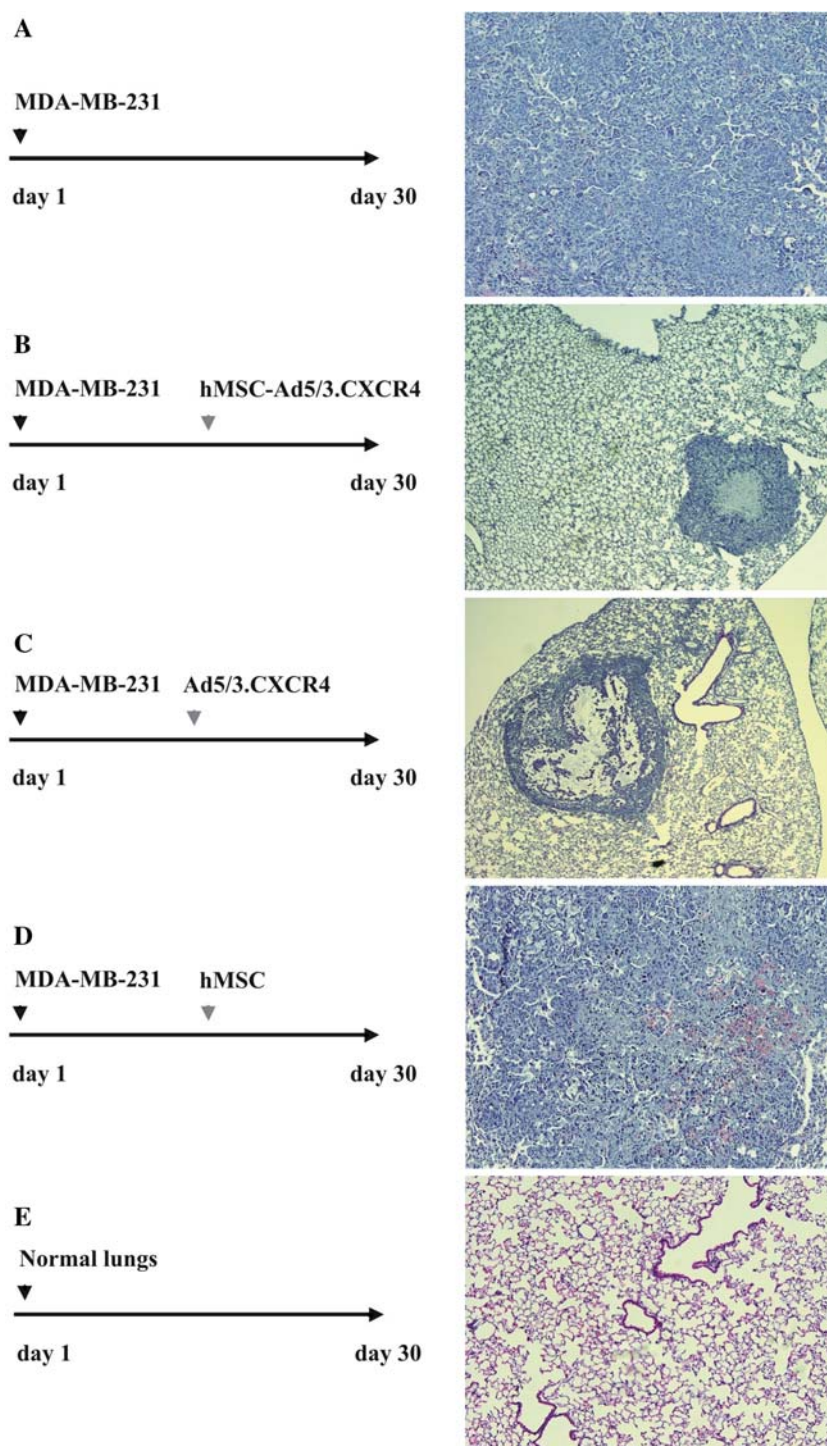 A
MDA-MB-231
day 1 day 30
B
MDA-MB-231 hMSC-Ad5/3.CXCR4
day 1 day 30
C
MDA-MB-231 Ad5/3.CXCR4
day 1 day 30
D
MDA-MB-231 hMSC
day 1 day 30
E
Normal lungs
day 1 day 30